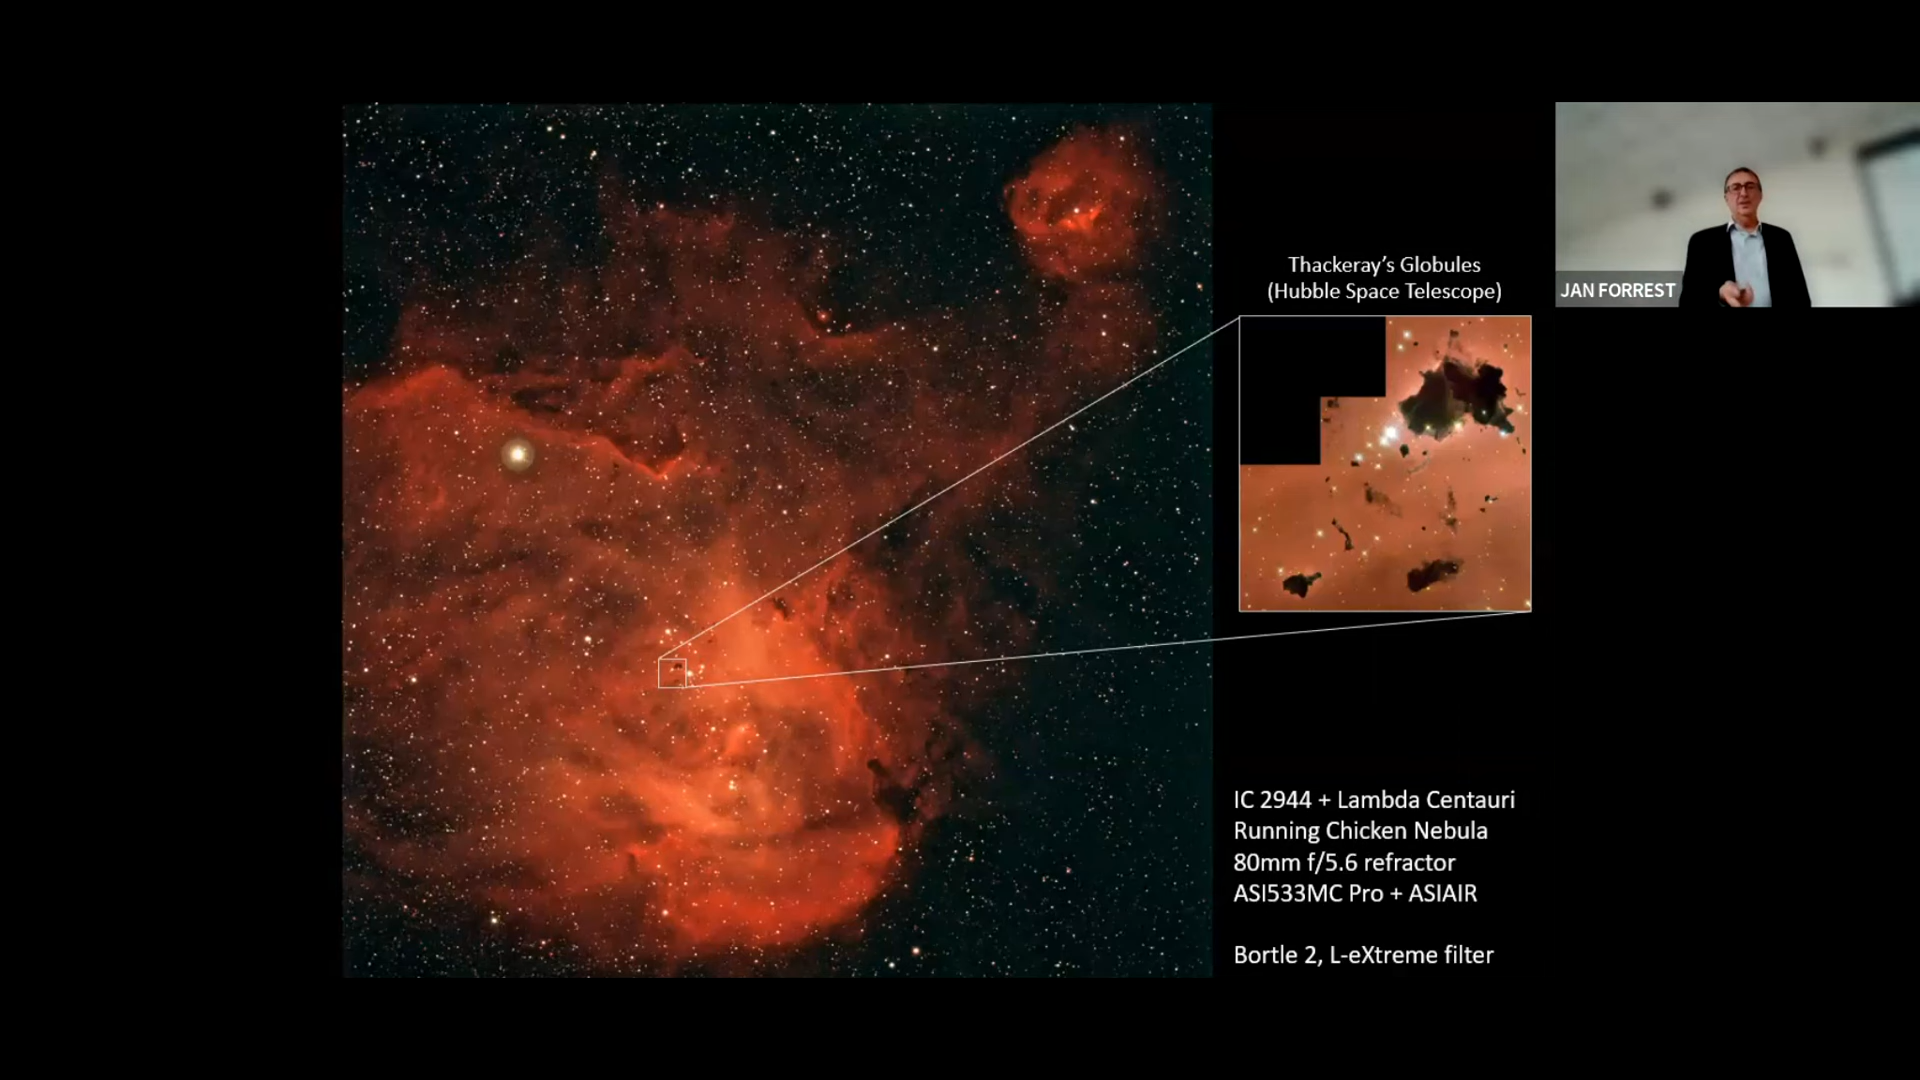 Thackeray's Globules
(Hubble Space Telescope)
JAN FORREST
IC 2944 + Lambda Centauri
Running Chicken Nebula
80mm f/5.6 refractor
ASI533MC Pro + ASIAIR
Bortle 2, L-eXtreme filter